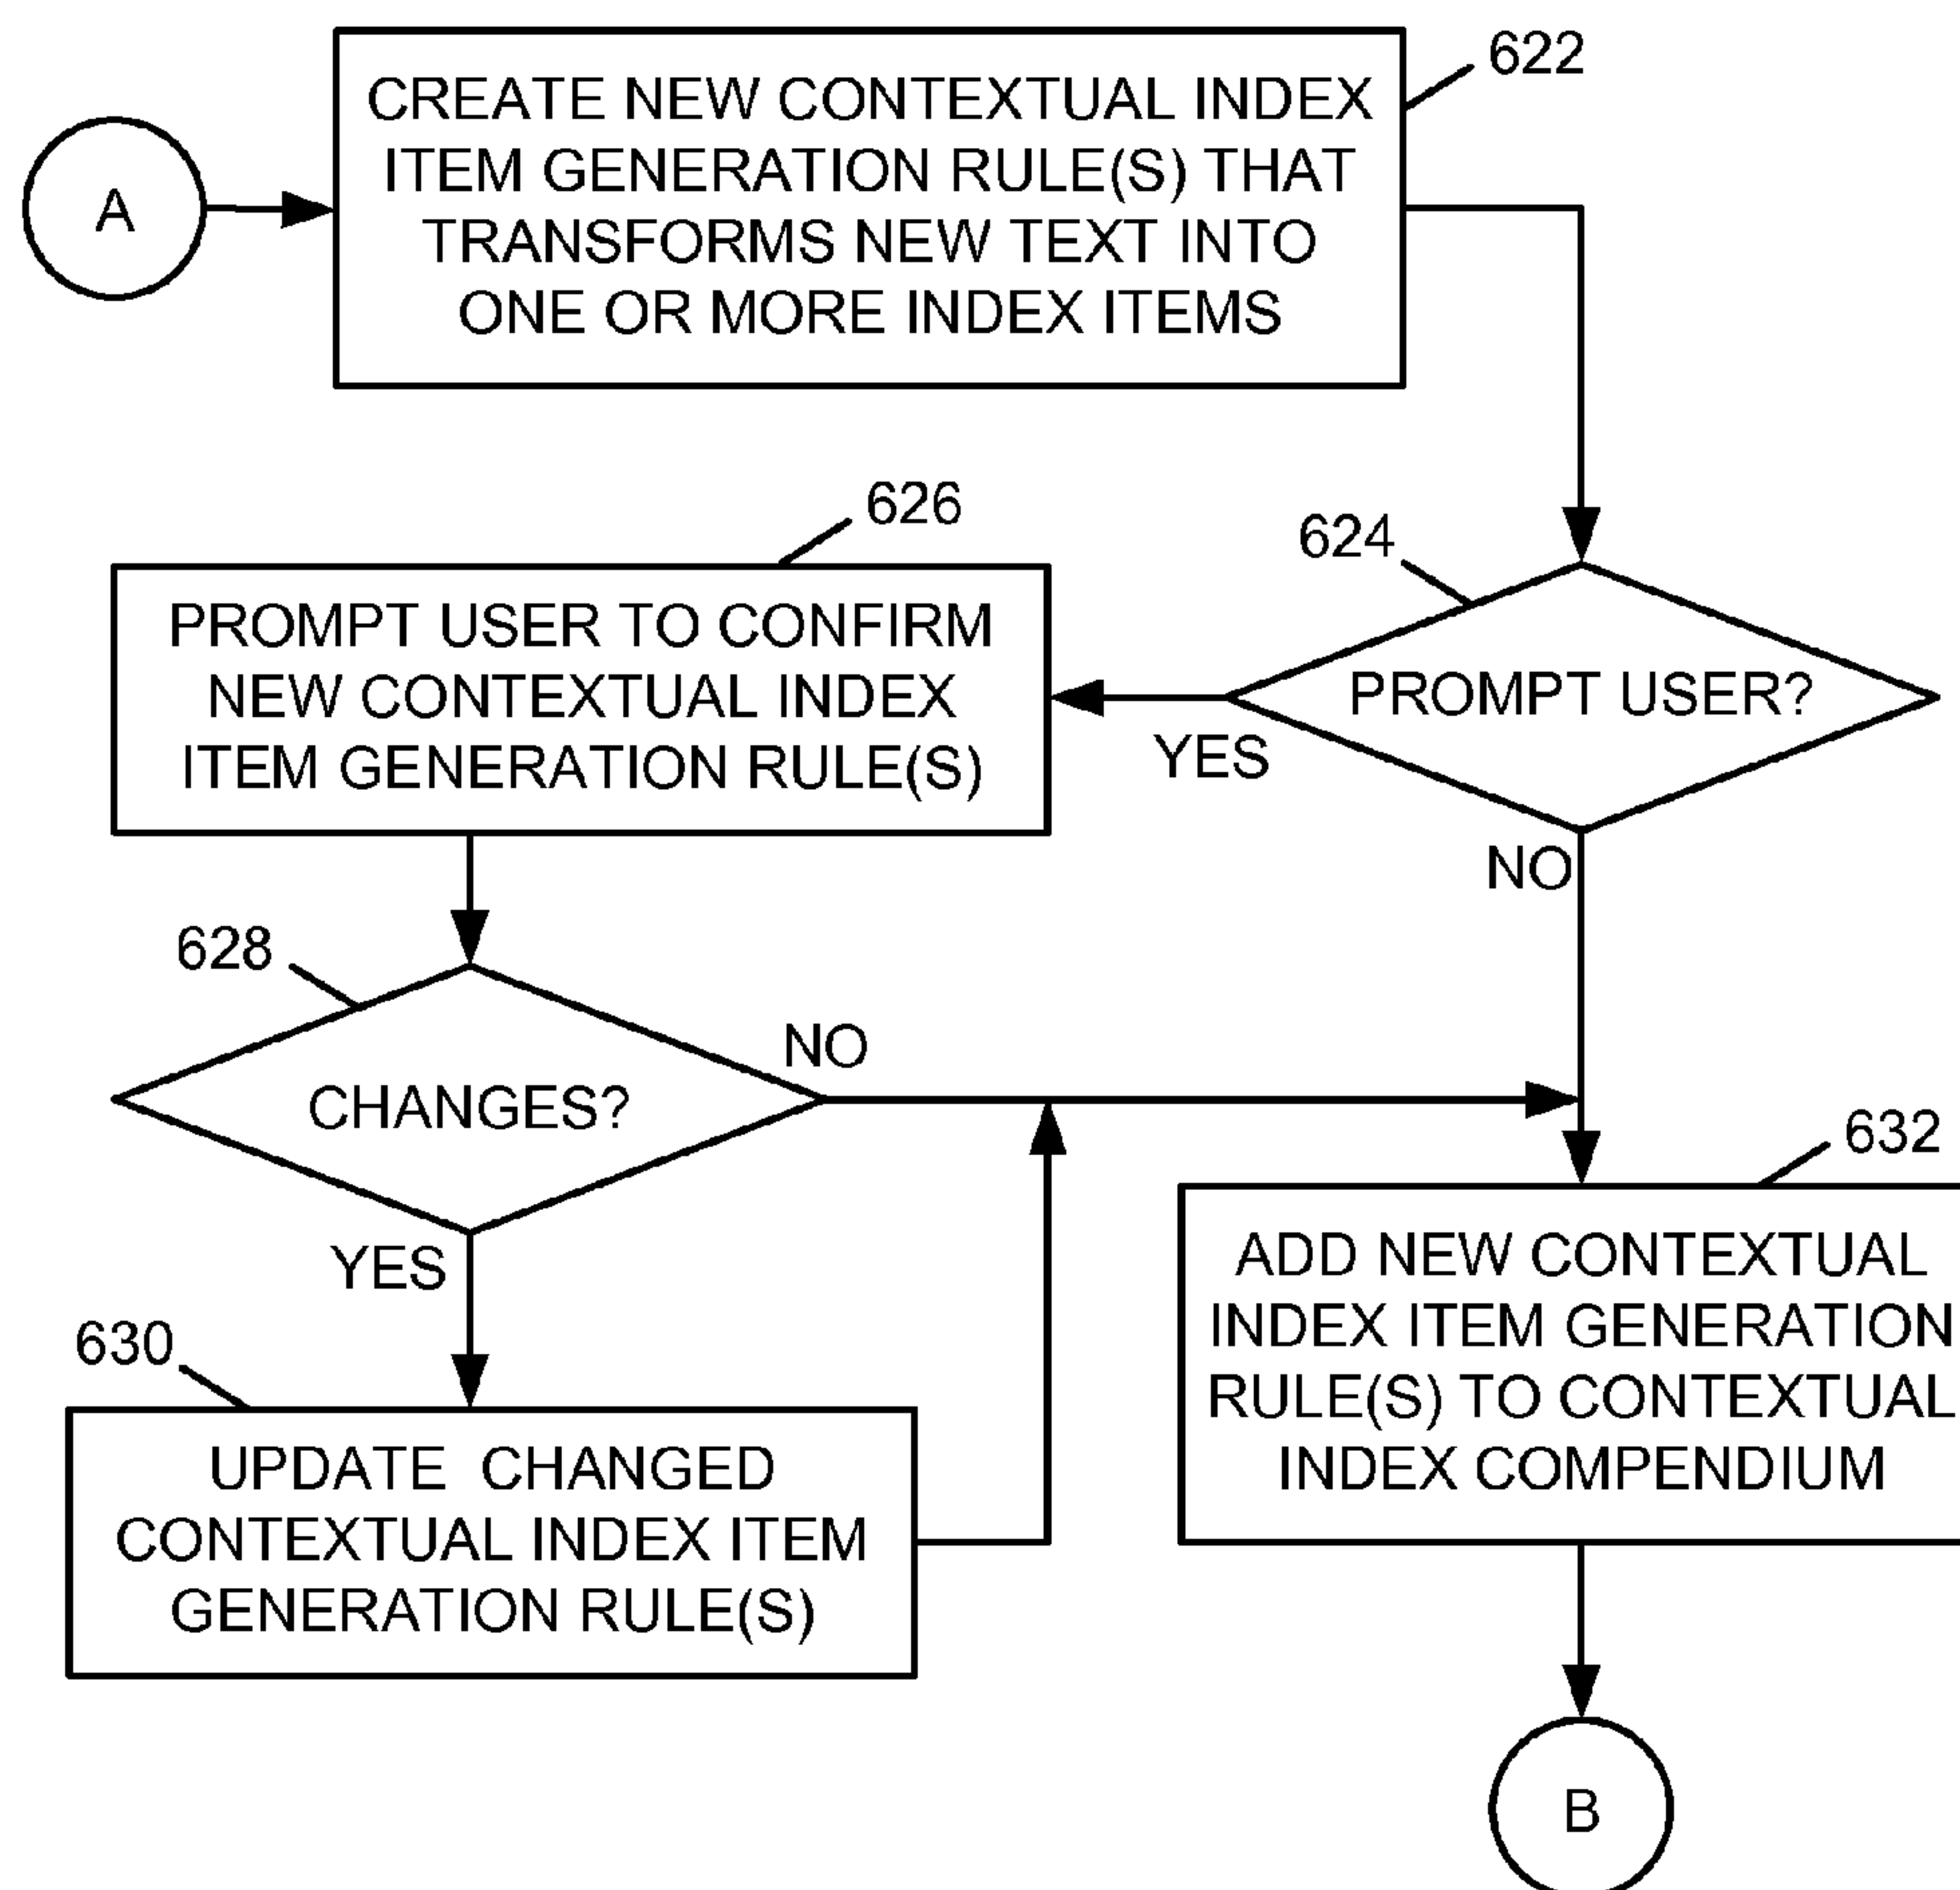 622
CREATE NEW CONTEXTUAL INDEX
ITEM GENERATION RULE(S) THAT
TRANSFORMS NEW TEXT INTO
ONE OR MORE INDEX ITEMS
A
626
624
PROMPT USER TO CONFIRM
NEW CONTEXTUAL INDEX
ITEM GENERATION RULE(S)
PROMPT USER?
YES
NO
628
NO
CHANGES?
632
YES
ADD NEW CONTEXTUAL
INDEX ITEM GENERATION
RULE(S) TO CONTEXTUAL
INDEX COMPENDIUM
630
UPDATE CHANGED
CONTEXTUAL INDEX ITEM
GENERATION RULE(S)
B